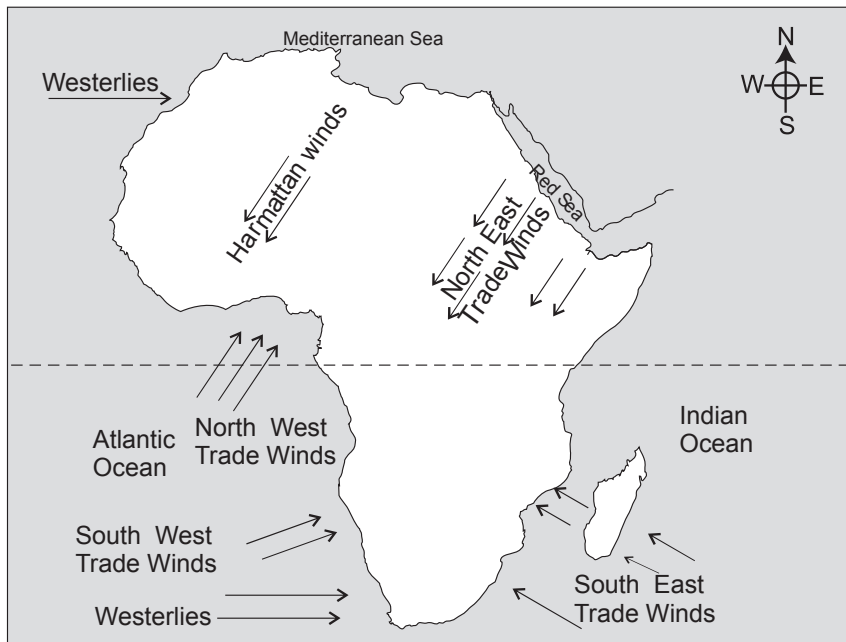 Mediterranean Sea
N
W E
S
Westerlies
Harmattan winds
Red Sea
North East
Trade Winds
Indian
Ocean
Atlantic
Ocean
North West
Trade Winds
South West
Trade Winds
Westerlies
South East
Trade Winds